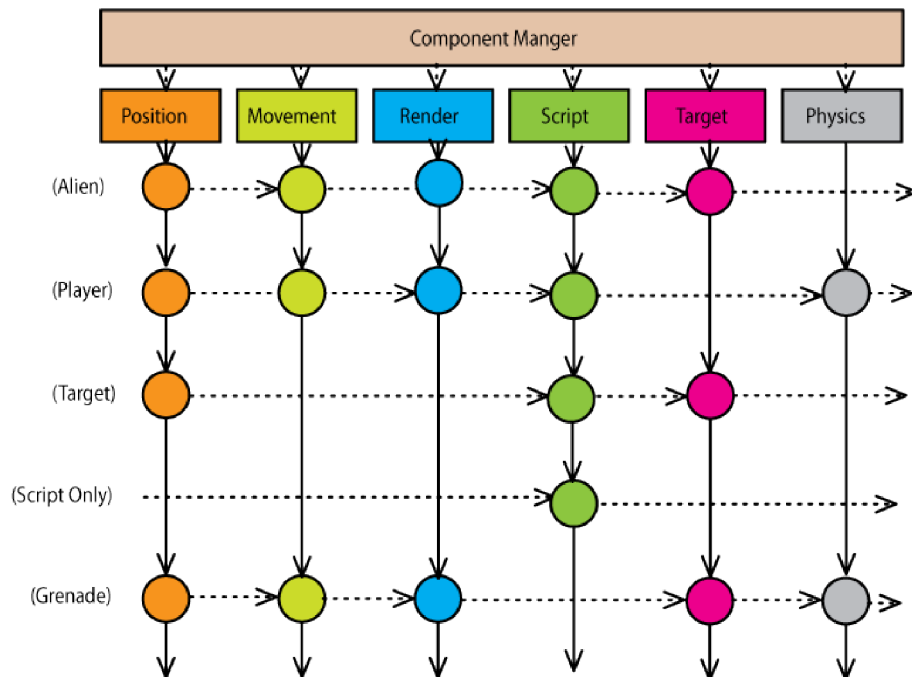 Component Manger
Position
Movement
Render
Script
Target
Physics
(Alien)
(Player)
(Target)
(Script Only)
(Grenade)